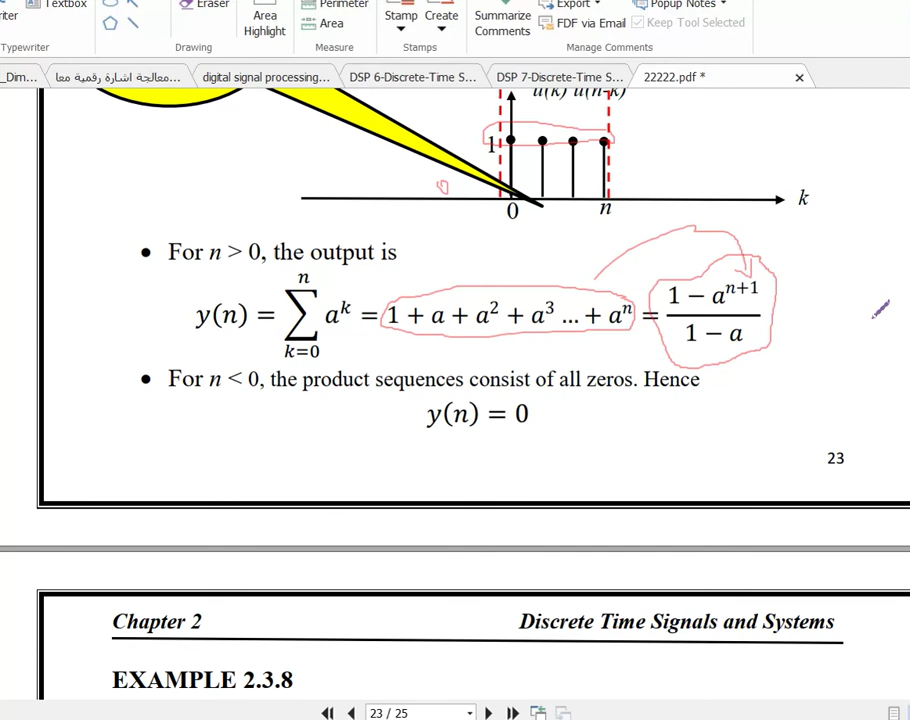 Textbox
Eraser
Perimeter
Export
Popup Notes
Area
Highlight
Area
Stamp
Create
Summarize
Comments
FDF via Email
Keep Tool Selected
Typewriter
Drawing
Measure
Stamps
Manage Comments
_Dim...
معالجة اشارة رقمية معا...
digital signal processing...
DSP 6-Discrete-Time S...
DSP 7-Discrete-Time S...
22222.pdf *
u(k) u(n-k)
1
0
n
k
• For n > 0, the output is
y(n) = ∑_{k=0}^{n} a^k = 1 + a + a² + a³ … + aⁿ = (1 − a^{n+1})/(1 − a)
• For n < 0, the product sequences consist of all zeros. Hence
y(n) = 0
23
Chapter 2 Discrete Time Signals and Systems
EXAMPLE 2.3.8
23 / 25